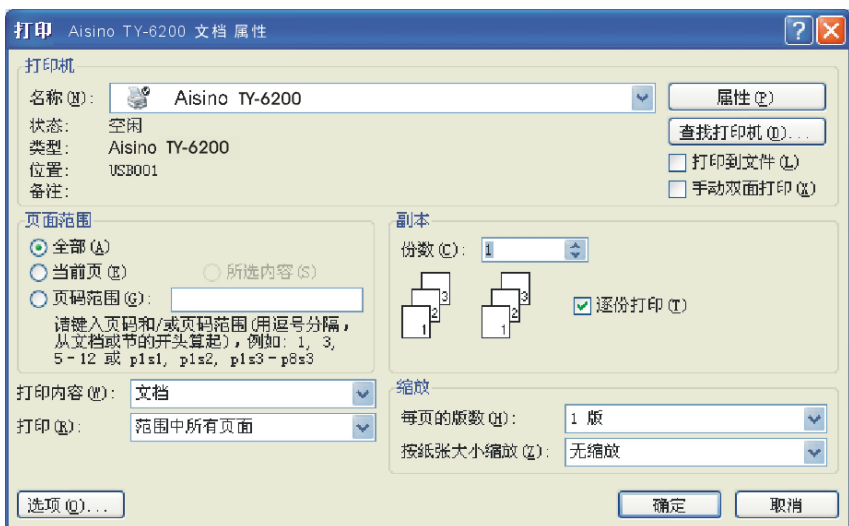 打印 Aisino TY-6200 文档 属性
打印机
名称(N): Aisino TY-6200 属性(P)
状态: 空闲 查找打印机(D)...
类型: Aisino TY-6200
位置: USB001 打印到文件(L)
备注: 手动双面打印(X)
页面范围
全部(A)
当前页(E) 所选内容(S)
页码范围(G):
请键入页码和/或页码范围(用逗号分隔,
从文档或节的开头算起),例如: 1, 3,
5-12 或 p1s1, p1s2, p1s3-p8s3
副本
份数(C): 1
3 3
2 2
1 1
逐份打印(T)
打印内容(W): 文档
打印(R): 范围中所有页面
缩放
每页的版数(H): 1 版
按纸张大小缩放(Z): 无缩放
选项(O)... 确定 取消